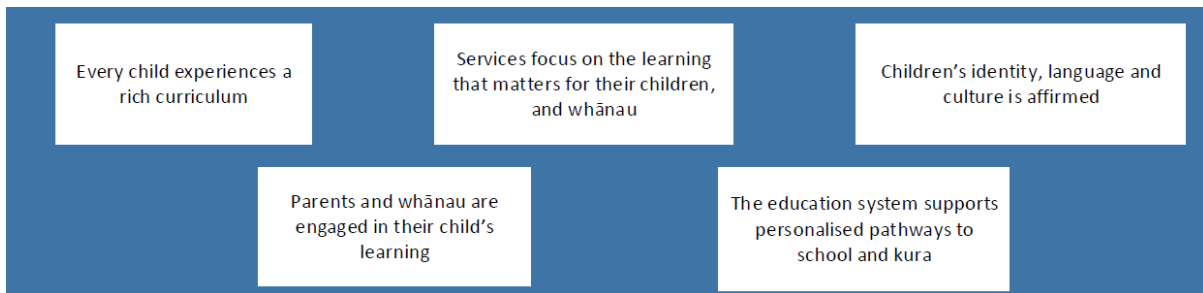 Every child experiences a
rich curriculum
Services focus on the learning
that matters for their children,
and whānau
Children’s identity, language and
culture is affirmed
Parents and whānau are
engaged in their child’s
learning
The education system supports
personalised pathways to
school and kura